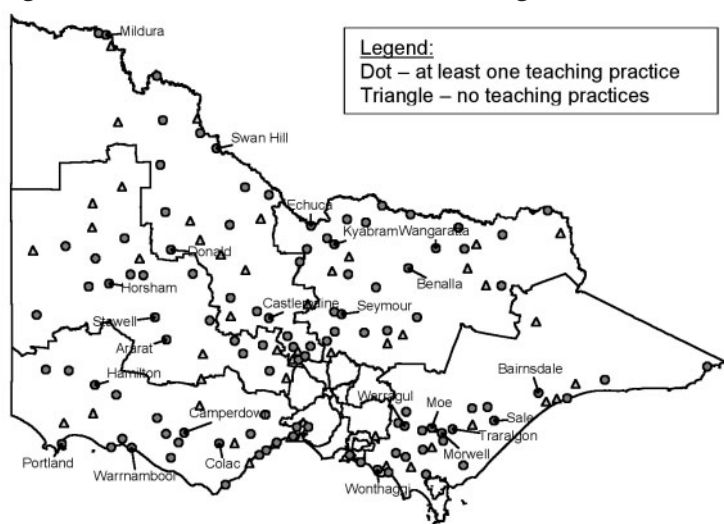 Mildura
Legend:
Dot – at least one teaching practice
Triangle – no teaching practices
Swan Hill
Echuca
Kyabram
Wangaratta
Donald
Benalla
Horsham
Castlemaine
Seymour
Stawell
Ararat
Bairnsdale
Hamilton
Warragul
Moe
Camperdown
Sale
Traralgon
Morwell
Portland
Colac
Warrnambool
Wonthaggi